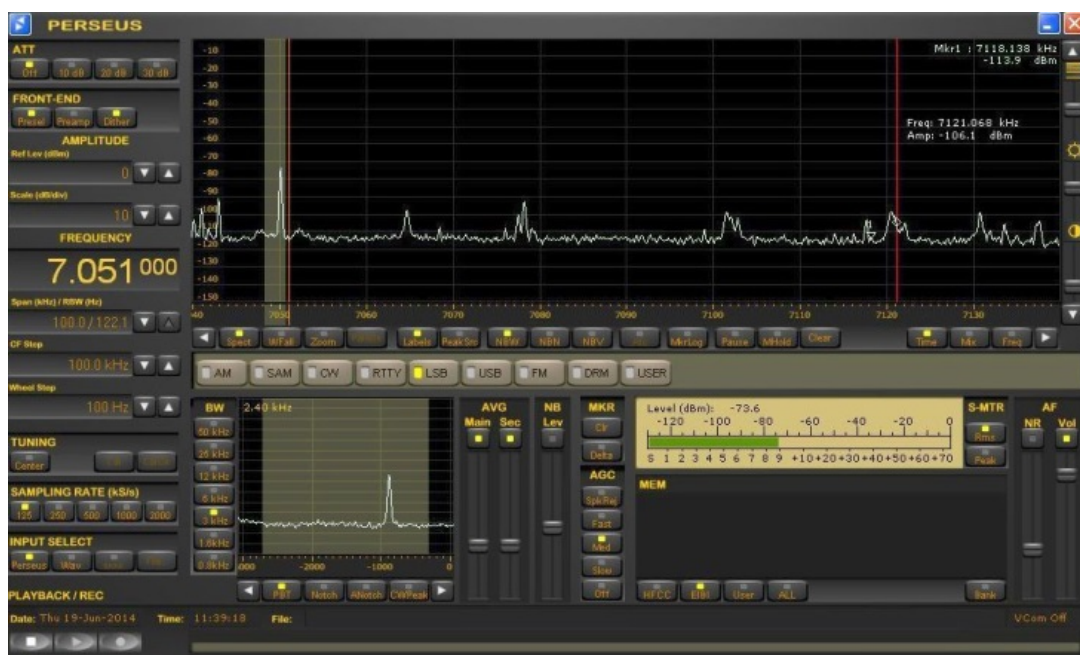 PERSEUS
ATT
Off 10 dB 20 dB 30 dB
FRONT-END
Presel Preamp Dither
AMPLITUDE
Ref Lev (dBm)
0
Scale (dB/div)
10
FREQUENCY
7.051 000
Span (kHz) / RBW (Hz)
100.0/122.1
CF Step
100.0 kHz
Wheel Step
100 Hz
TUNING
Center
SAMPLING RATE (kS/s)
125 250 500 1000 2000
INPUT SELECT
Perseus Wav
PLAYBACK / REC
Mkr1 : 7118.138 kHz
-113.9 dBm
Freq: 7121.068 kHz
Amp: -106.1 dBm
-10
-20
-30
-40
-50
-60
-70
-80
-90
-100
1
-120
-130
-140
-150
40 7050 7060 7070 7080 7090 7100 7110 7120 7130
Spect WFall Zoom Labels PeakSrc NBW NBN NBV MkrLog Pause MHold Clear Time Mix Freq
AM SAM CW RTTY LSB USB FM DRM USER
BW
50 kHz
25 kHz
12 kHz
6 kHz
3 kHz
1.6kHz
0.8kHz
2.40 kHz
000 -2000 -1000 0
PBT Notch ANotch CWPeak
AVG
Main Sec
NB
Lev
MKR
Clr
Delta
AGC
SplkRej
Fast
Med
Slow
Off
Level (dBm): -73.6
-120 -100 -80 -60 -40 -20 0
S 1 2 3 4 5 6 7 8 9 +10+20+30+40+50+60+70
S-MTR
Rms
Peak
AF
NR Vol
MEM
HFCC EIBI User ALL
Bank
Date: Thu 19-Jun-2014 Time: 11:39:18 File:
VCom Off